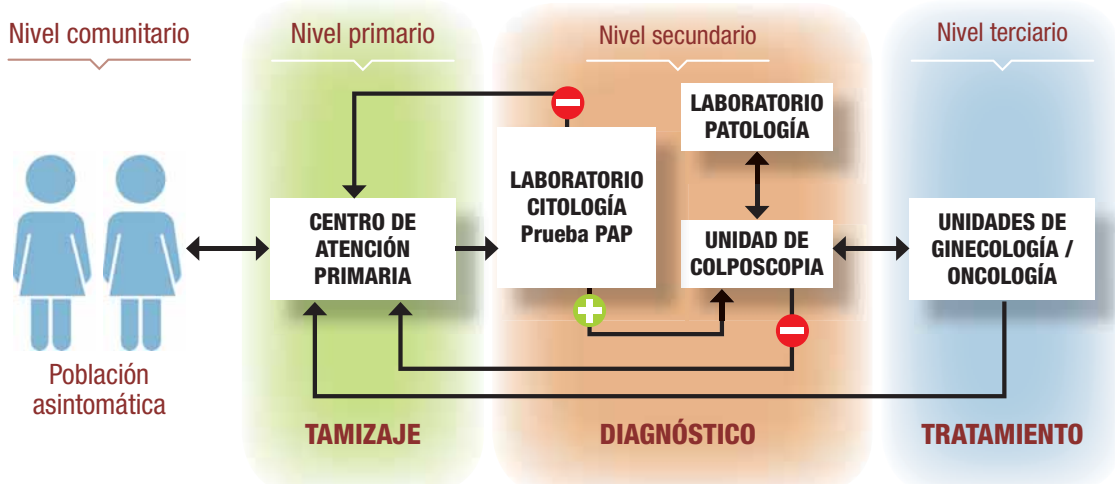 Nivel comunitario
Nivel primario
Nivel secundario
Nivel terciario
LABORATORIO
PATOLOGÍA
LABORATORIO
CITOLOGÍA
Prueba PAP
CENTRO DE
ATENCIÓN
PRIMARIA
UNIDAD DE
COLPOSCOPIA
UNIDADES DE
GINECOLOGÍA /
ONCOLOGÍA
Población
asintomática
TAMIZAJE
DIAGNÓSTICO
TRATAMIENTO